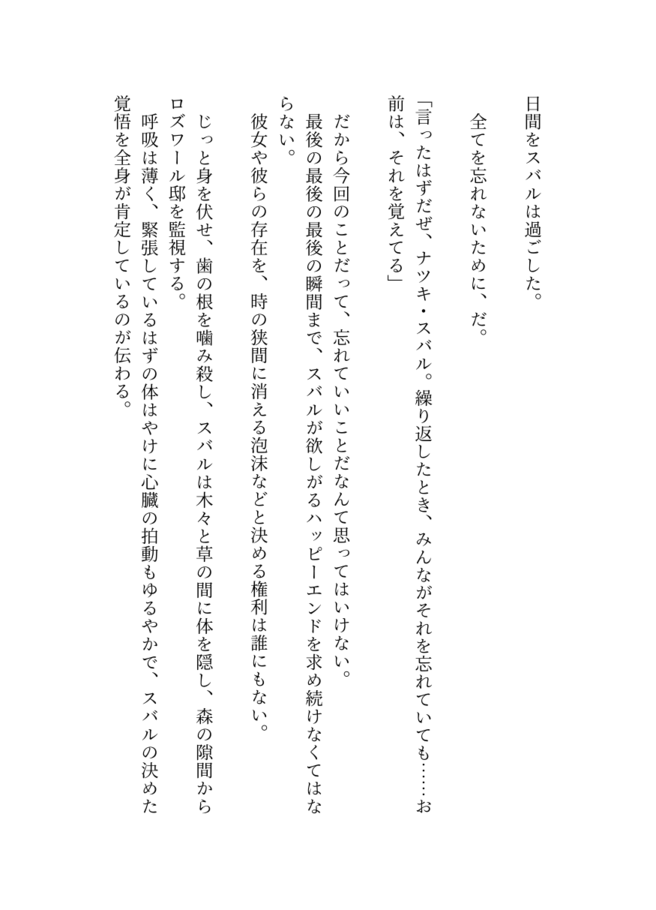 日間をスバルは過ごした。
全てを忘れないために、だ。
「言ったはずだぜ、ナツキ・スバル。繰り返したとき、みんながそれを忘れていても……お
前は、それを覚えてる」
だから今回のことだって、忘れていいことだなんて思ってはいけない。
最後の最後の最後の瞬間まで、スバルが欲しがるハッピーエンドを求め続けなくてはな
らない。
彼女や彼らの存在を、時の狭間に消える泡沫などと決める権利は誰にもない。
じっと身を伏せ、歯の根を噛み殺し、スバルは木々と草の間に体を隠し、森の隙間から
ロズワール邸を監視する。
呼吸は薄く、緊張しているはずの体はやけに心臓の拍動もゆるやかで、スバルの決めた
覚悟を全身が肯定しているのが伝わる。